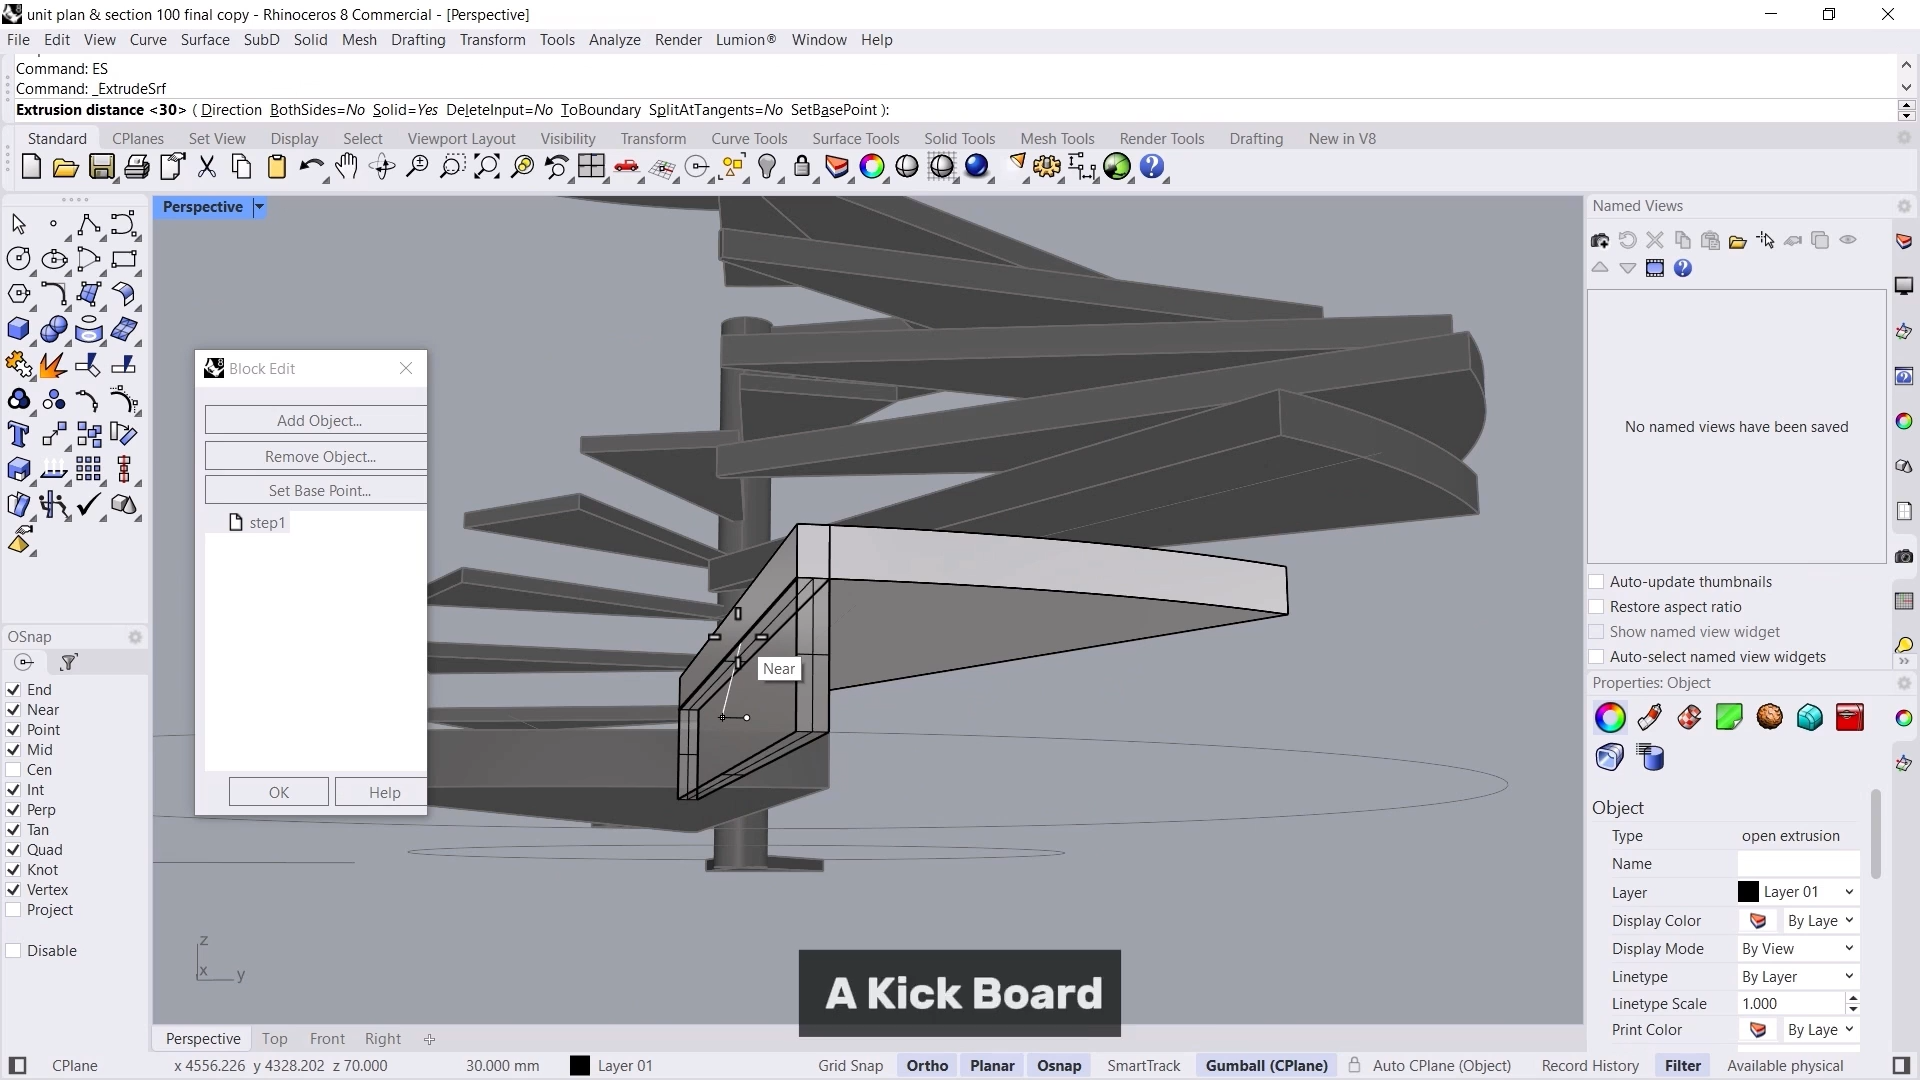 unit plan & section 100 final copy - Rhinoceros 8 Commercial - [Perspective]
File Edit View Curve Surface SubD Solid Mesh Drafting Transform Tools Analyze Render Lumion® Window Help
Command: ES
Command: _ExtrudeSrf
Extrusion distance <30> ( Direction BothSides=No Solid=Yes DeleteInput=No ToBoundary SplitAtTangents=No SetBasePoint ):
Standard CPlanes Set View Display Select Viewport Layout Visibility Transform Curve Tools Surface Tools Solid Tools Mesh Tools Render Tools Drafting New in V8
Perspective
Named Views
Block Edit
Add Object...
Remove Object...
Set Base Point...
step1
OK Help
Near
No named views have been saved
Auto-update thumbnails
Restore aspect ratio
Show named view widget
Auto-select named view widgets
OSnap
End
Near
Point
Mid
Cen
Int
Perp
Tan
Quad
Knot
Vertex
Project
Disable
Properties: Object
Object
Type open extrusion
Name
Layer Layer 01
Display Color By Laye
Display Mode By View
Linetype By Layer
Linetype Scale 1.000
Print Color By Laye
z
x y
A Kick Board
Perspective Top Front Right
CPlane x 4556.226 y 4328.202 z 70.000 30.000 mm Layer 01 Grid Snap Ortho Planar Osnap SmartTrack Gumball (CPlane) Auto CPlane (Object) Record History Filter Available physical